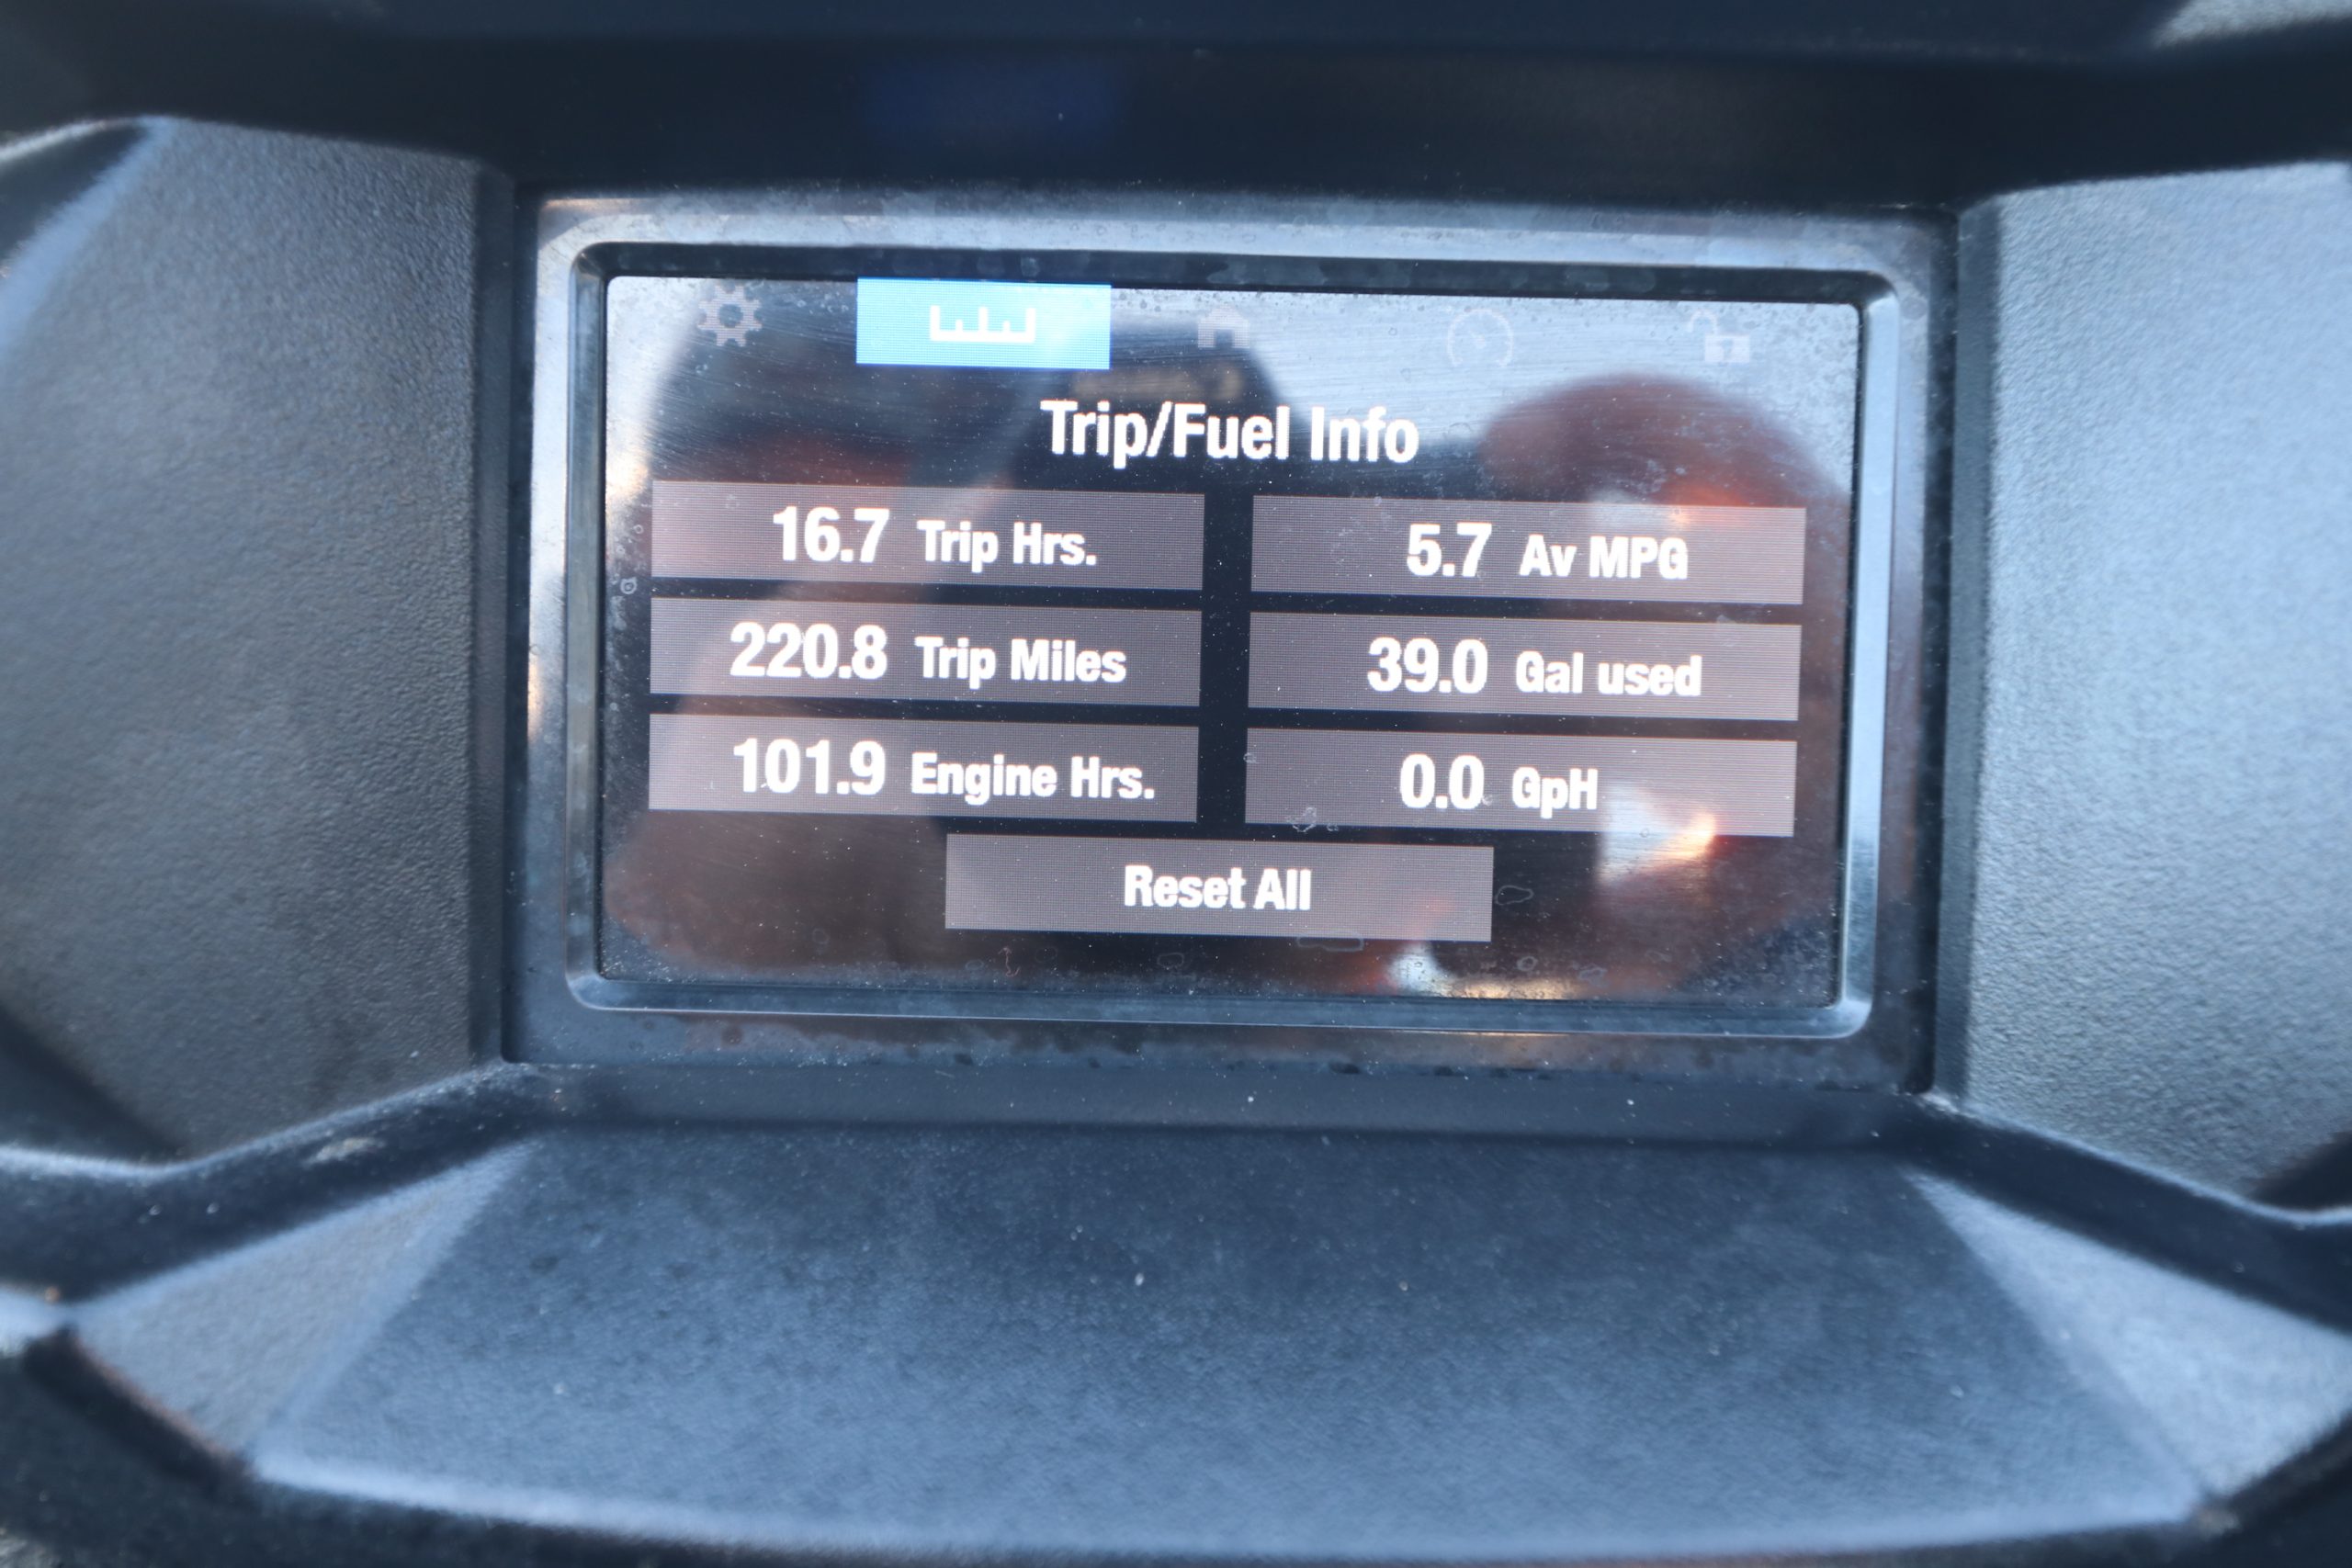 Trip/Fuel Info
16.7 Trip Hrs.
5.7 Av MPG
220.8 Trip Miles
39.0 Gal used
101.9 Engine Hrs.
0.0 GpH
Reset All